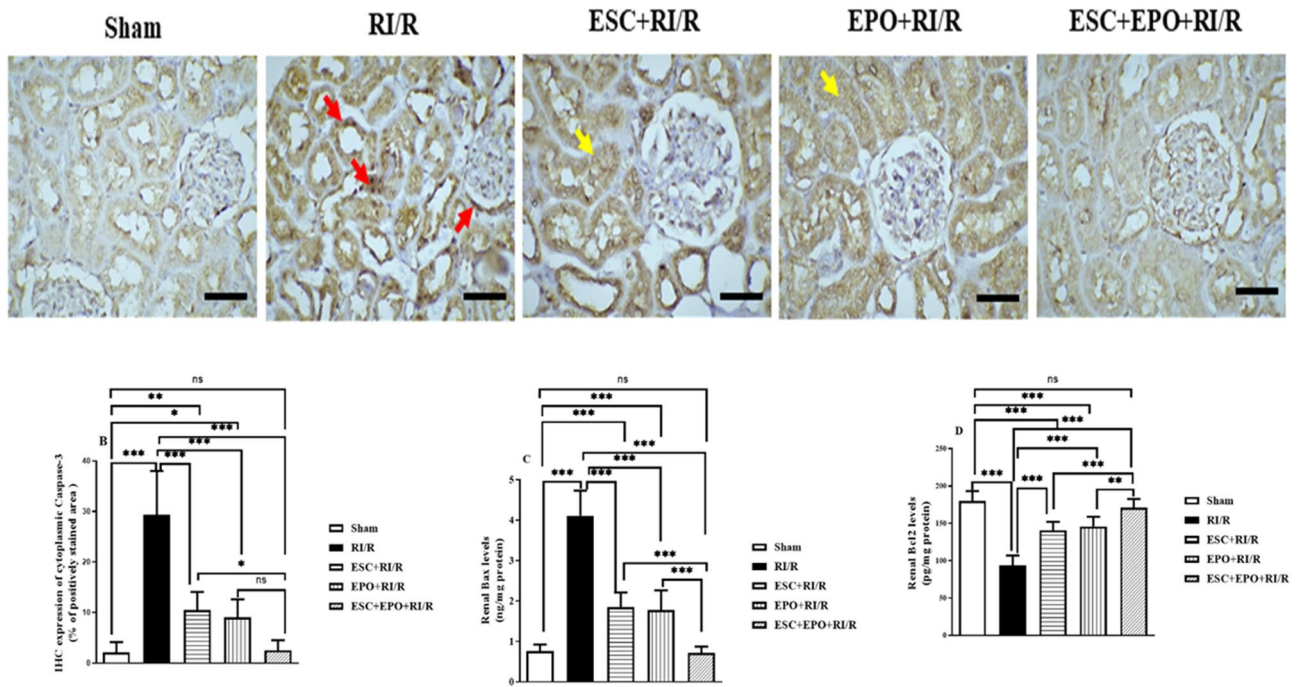 Sham RI/R ESC+RI/R EPO+RI/R ESC+EPO+RI/R
ns
**
*
***
B
***
***
***
***
*
ns
IHC expression of cytoplasmic Caspase-3
(% of positively stained area )
40
30
20
10
0
Sham
RI/R
ESC+RI/R
EPO+RI/R
ESC+EPO+RI/R
ns
***
***
***
C
***
***
***
***
***
Renal Bax levels
(ng/mg protein)
5
4
3
2
1
0
Sham
RI/R
ESC+RI/R
EPO+RI/R
ESC+EPO+RI/R
ns
***
***
***
D
***
***
***
***
**
Renal Bcl2 levels
(pg/mg protein)
250
200
150
100
50
0
Sham
RI/R
ESC+RI/R
EPO+RI/R
ESC+EPO+RI/R